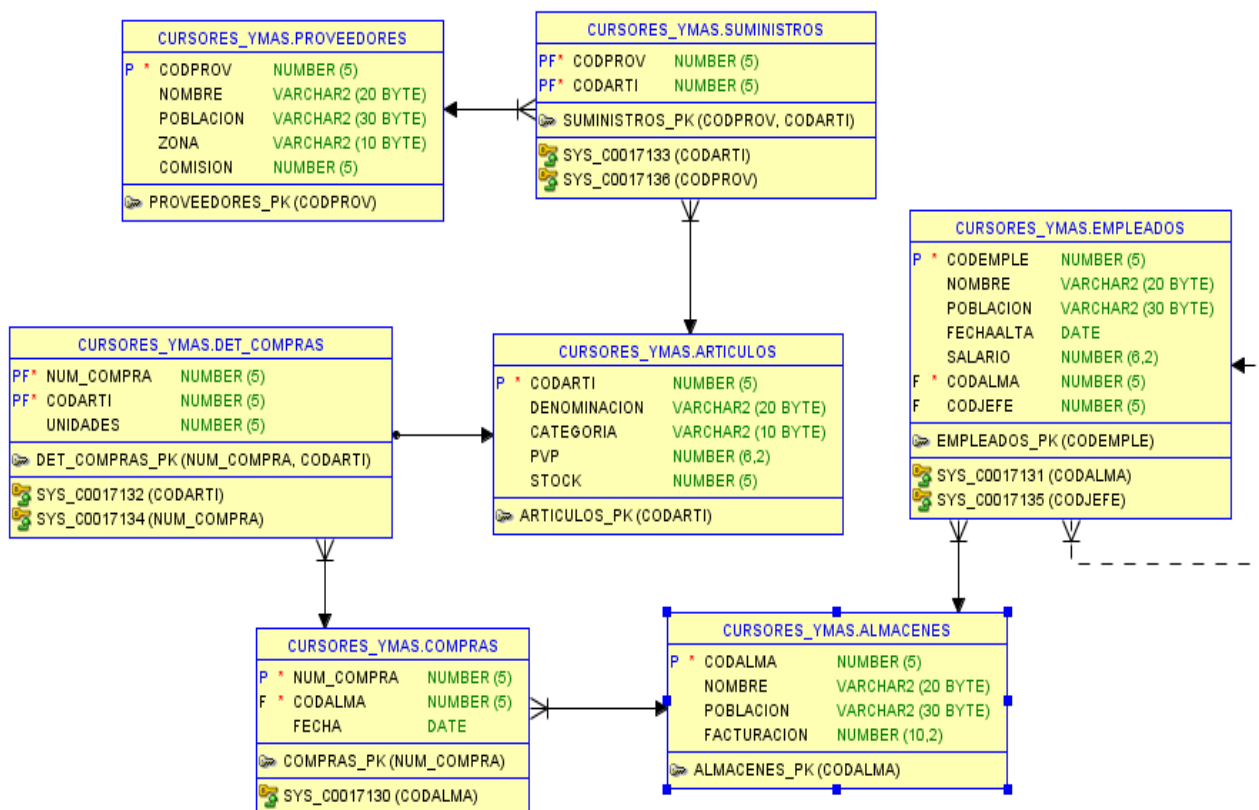 CURSORES_YMAS.PROVEEDORES
P * CODPROV NUMBER (5)
NOMBRE VARCHAR2 (20 BYTE)
POBLACION VARCHAR2 (30 BYTE)
ZONA VARCHAR2 (10 BYTE)
COMISION NUMBER (5)
PROVEEDORES_PK (CODPROV)
CURSORES_YMAS.SUMINISTROS
PF* CODPROV NUMBER (5)
PF* CODARTI NUMBER (5)
SUMINISTROS_PK (CODPROV, CODARTI)
SYS_C0017133 (CODARTI)
SYS_C0017136 (CODPROV)
CURSORES_YMAS.EMPLEADOS
P * CODEMPLE NUMBER (5)
NOMBRE VARCHAR2 (20 BYTE)
POBLACION VARCHAR2 (30 BYTE)
FECHAALTA DATE
SALARIO NUMBER (6,2)
F * CODALMA NUMBER (5)
F CODJEFE NUMBER (5)
EMPLEADOS_PK (CODEMPLE)
SYS_C0017131 (CODALMA)
SYS_C0017135 (CODJEFE)
CURSORES_YMAS.DET_COMPRAS
PF* NUM_COMPRA NUMBER (5)
PF* CODARTI NUMBER (5)
UNIDADES NUMBER (5)
DET_COMPRAS_PK (NUM_COMPRA, CODARTI)
SYS_C0017132 (CODARTI)
SYS_C0017134 (NUM_COMPRA)
CURSORES_YMAS.ARTICULOS
P * CODARTI NUMBER (5)
DENOMINACION VARCHAR2 (20 BYTE)
CATEGORIA VARCHAR2 (10 BYTE)
PVP NUMBER (6,2)
STOCK NUMBER (5)
ARTICULOS_PK (CODARTI)
CURSORES_YMAS.COMPRAS
P * NUM_COMPRA NUMBER (5)
F * CODALMA NUMBER (5)
FECHA DATE
COMPRAS_PK (NUM_COMPRA)
SYS_C0017130 (CODALMA)
CURSORES_YMAS.ALMACENES
P * CODALMA NUMBER (5)
NOMBRE VARCHAR2 (20 BYTE)
POBLACION VARCHAR2 (30 BYTE)
FACTURACION NUMBER (10,2)
ALMACENES_PK (CODALMA)